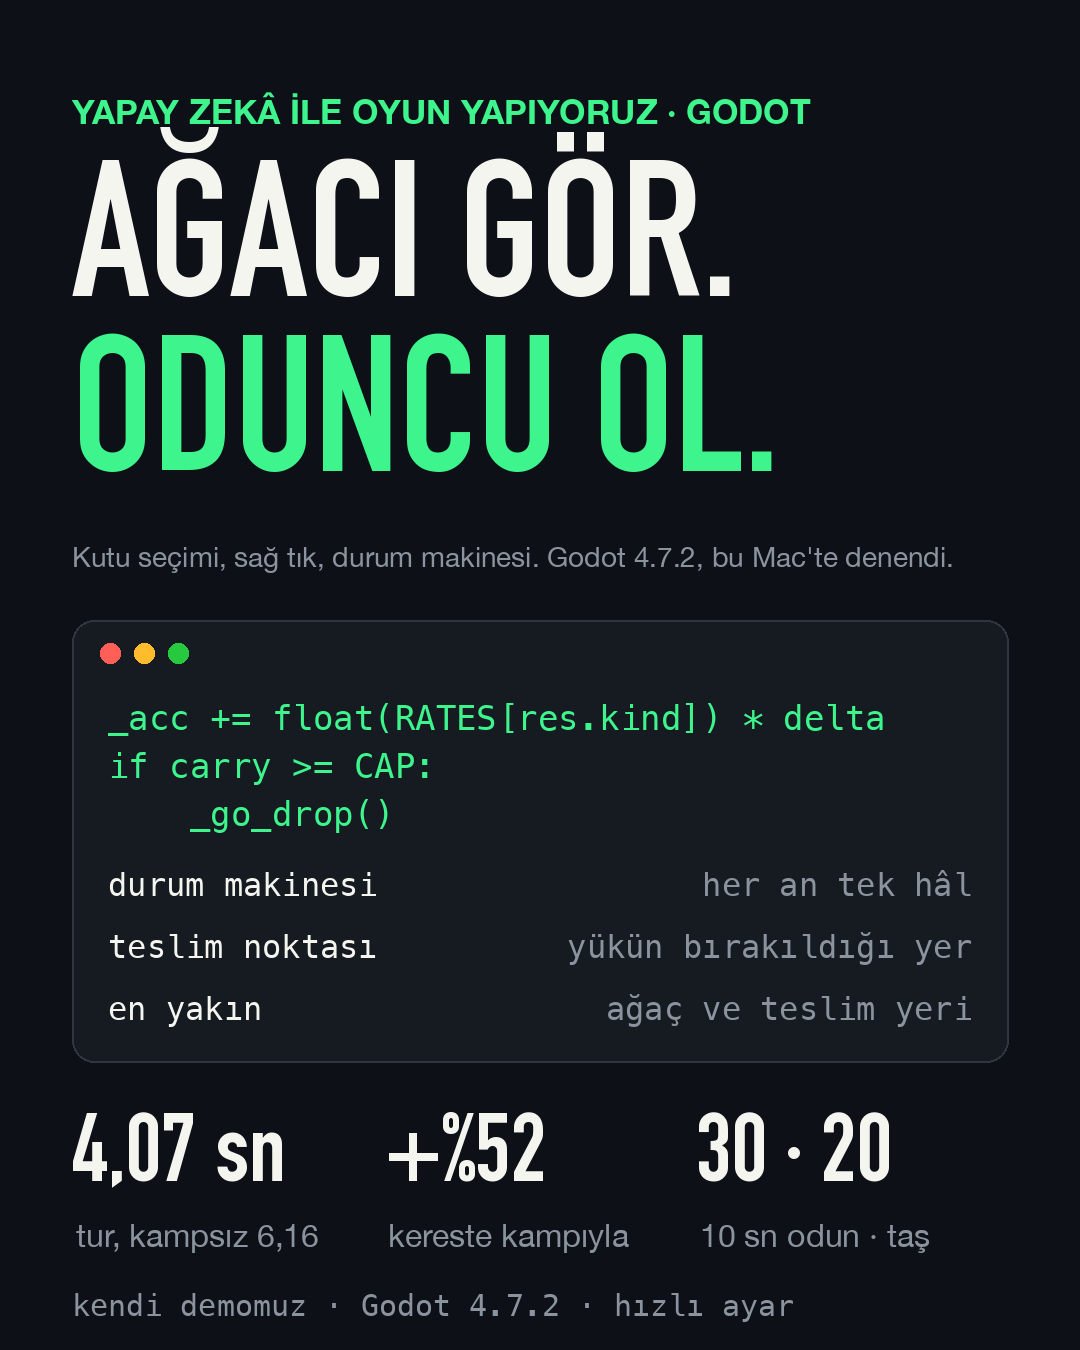 YAPAY ZEKÂ İLE OYUN YAPIYORUZ · GODOT
AĞACI GÖR.
ODUNCU OL.
Kutu seçimi, sağ tık, durum makinesi. Godot 4.7.2, bu Mac'te denendi.
_acc += float(RATES[res.kind]) * delta
if carry >= CAP:
    _go_drop()
durum makinesi her an tek hâl
teslim noktası yükün bırakıldığı yer
en yakın ağaç ve teslim yeri
4,07 sn +%52 30 · 20
tur, kampsız 6,16 kereste kampıyla 10 sn odun · taş
kendi demomuz · Godot 4.7.2 · hızlı ayar